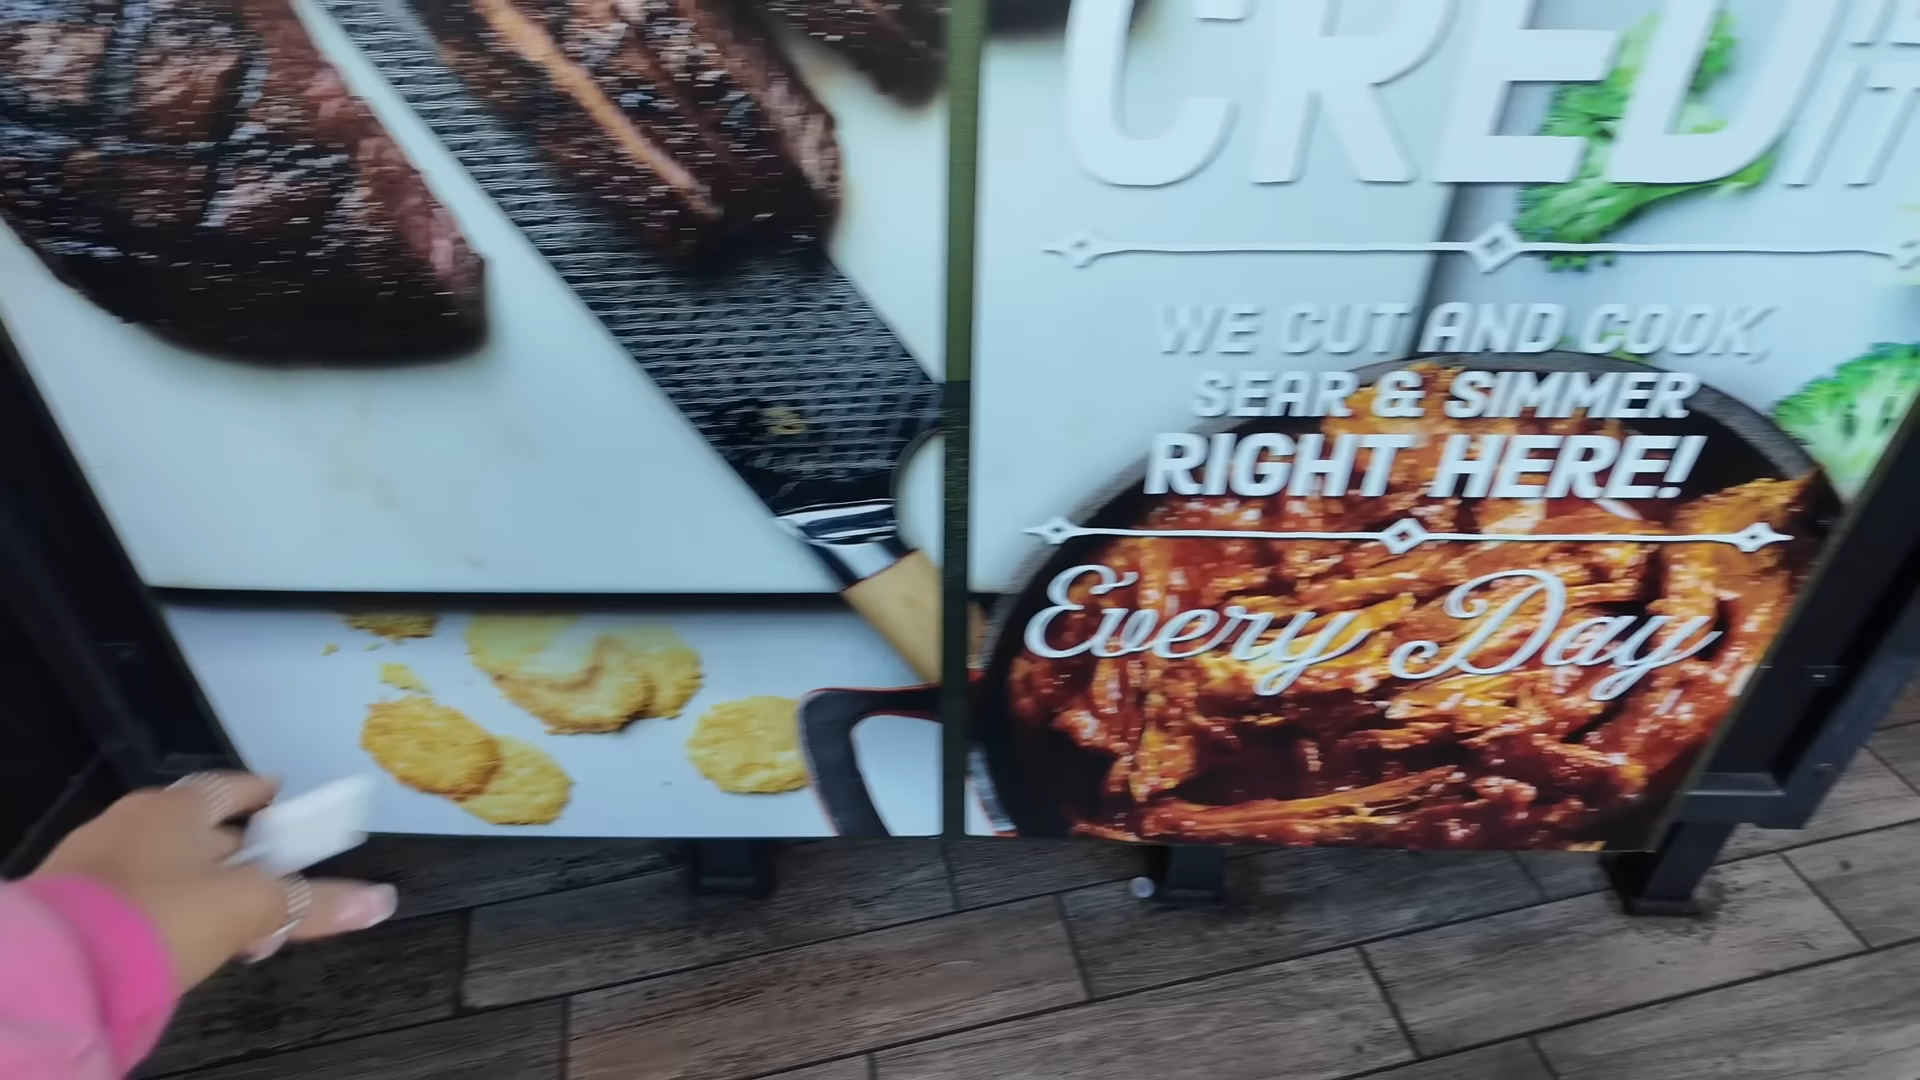 CRED
WE CUT AND COOK,
SEAR & SIMMER
RIGHT HERE!
Every Day